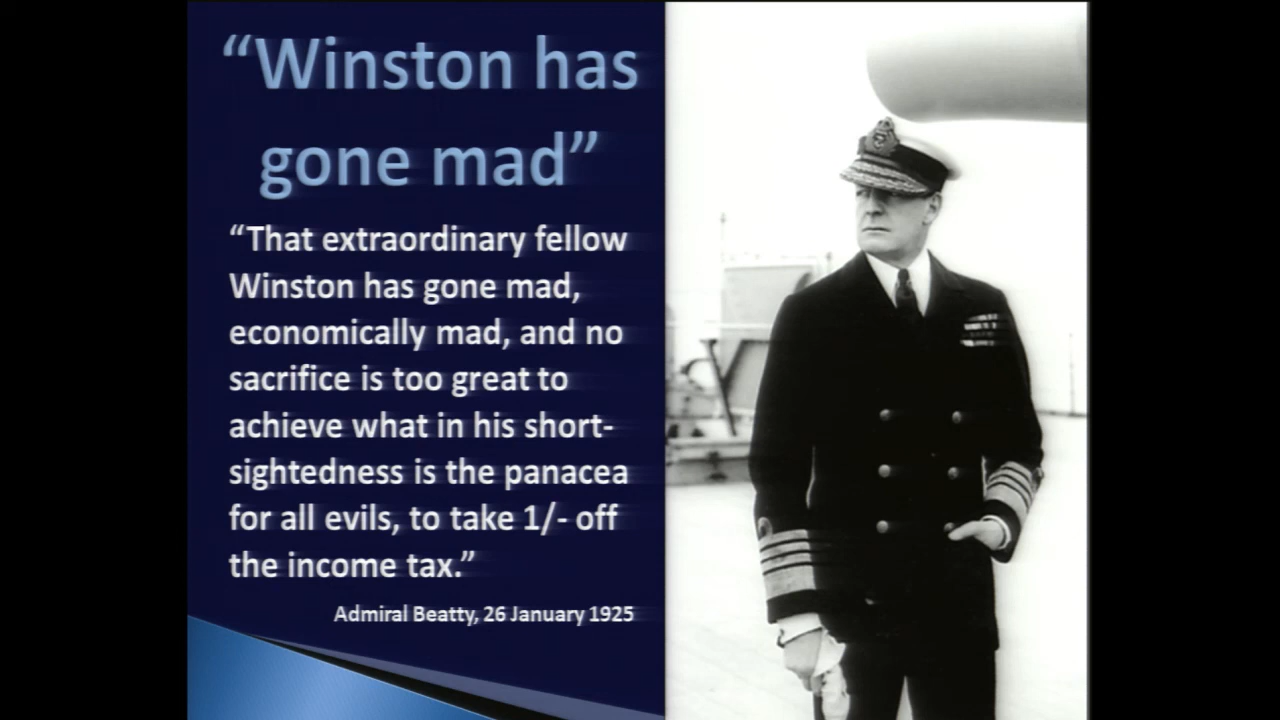 “Winston has
gone mad”
“That extraordinary fellow
Winston has gone mad,
economically mad, and no
sacrifice is too great to
achieve what in his short-
sightedness is the panacea
for all evils, to take 1/- off
the income tax.”
Admiral Beatty, 26 January 1925